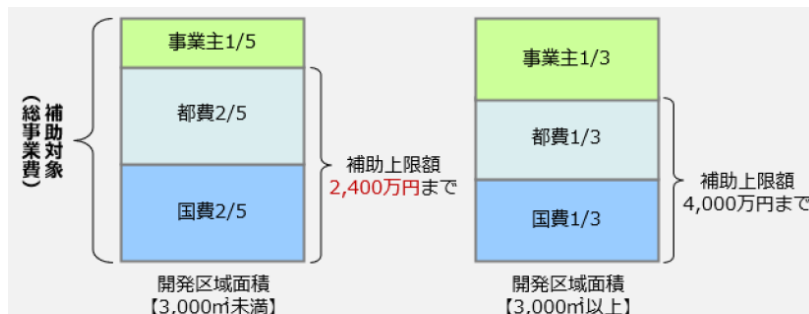 補助対象
(総事業費)
事業主1/5
都費2/5
国費2/5
補助上限額
2,400万円まで
開発区域面積
【3,000㎡未満】
事業主1/3
都費1/3
国費1/3
補助上限額
4,000万円まで
開発区域面積
【3,000㎡以上】